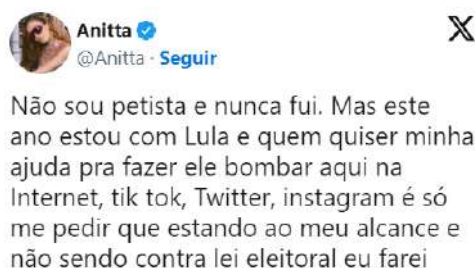 Anitta
@Anitta · Seguir
Não sou petista e nunca fui. Mas este
ano estou com Lula e quem quiser minha
ajuda pra fazer ele bombar aqui na
Internet, tik tok, Twitter, instagram é só
me pedir que estando ao meu alcance e
não sendo contra lei eleitoral eu farei